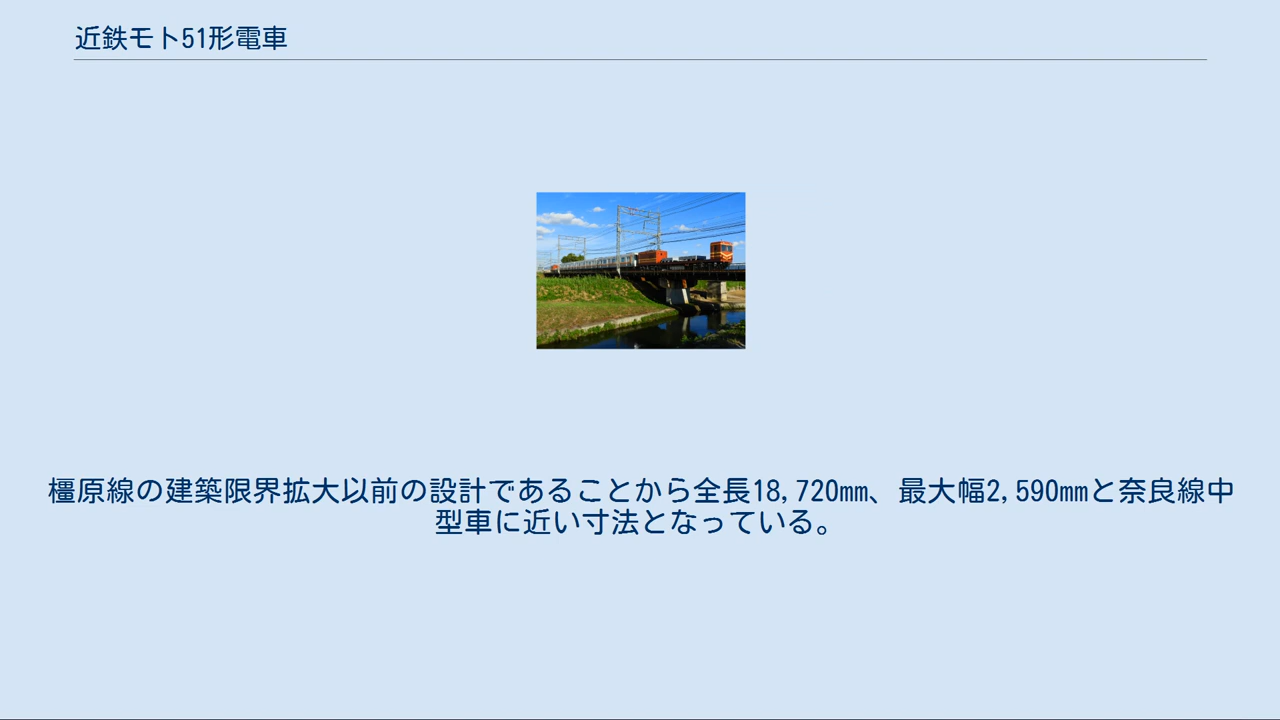 近鉄モト51形電車
橿原線の建築限界拡大以前の設計であることから全長18,720㎜、最大幅2,590㎜と奈良線中
型車に近い寸法となっている。